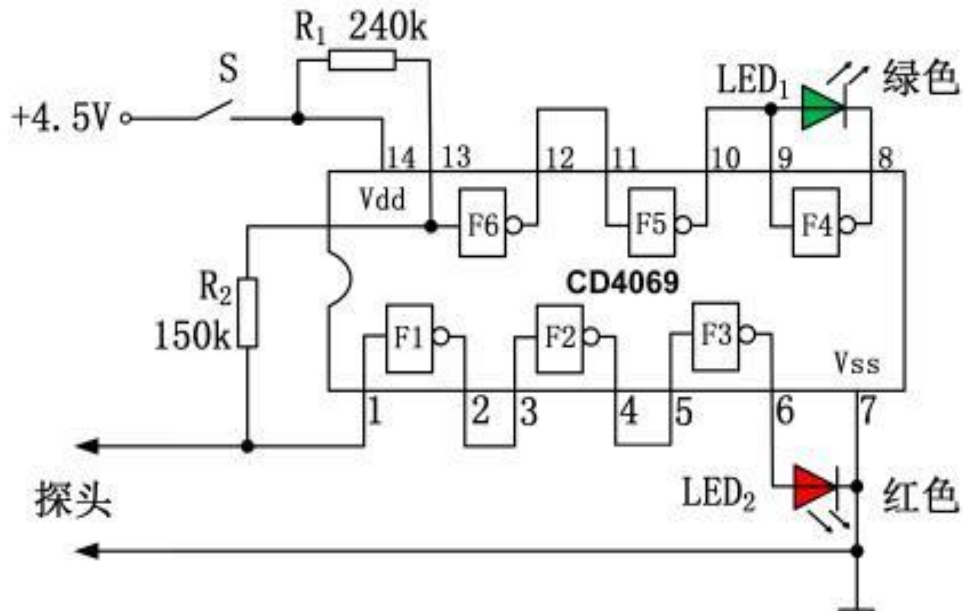 R1 240k
S
+4.5V
LED1 绿色
14 13 12 11 10 9 8
Vdd
F6 F5 F4
CD4069
R2
150k
F1 F2 F3
Vss
1 2 3 4 5 6 7
探头
LED2 红色